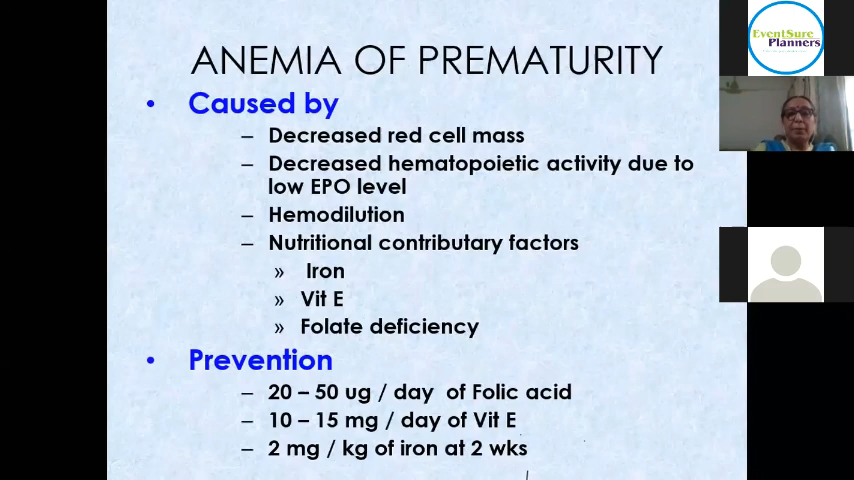 ANEMIA OF PREMATURITY
• Caused by
– Decreased red cell mass
– Decreased hematopoietic activity due to
low EPO level
– Hemodilution
– Nutritional contributary factors
» Iron
» Vit E
» Folate deficiency
• Prevention
– 20 – 50 ug / day of Folic acid
– 10 – 15 mg / day of Vit E
– 2 mg / kg of iron at 2 wks
EventSure
Planners